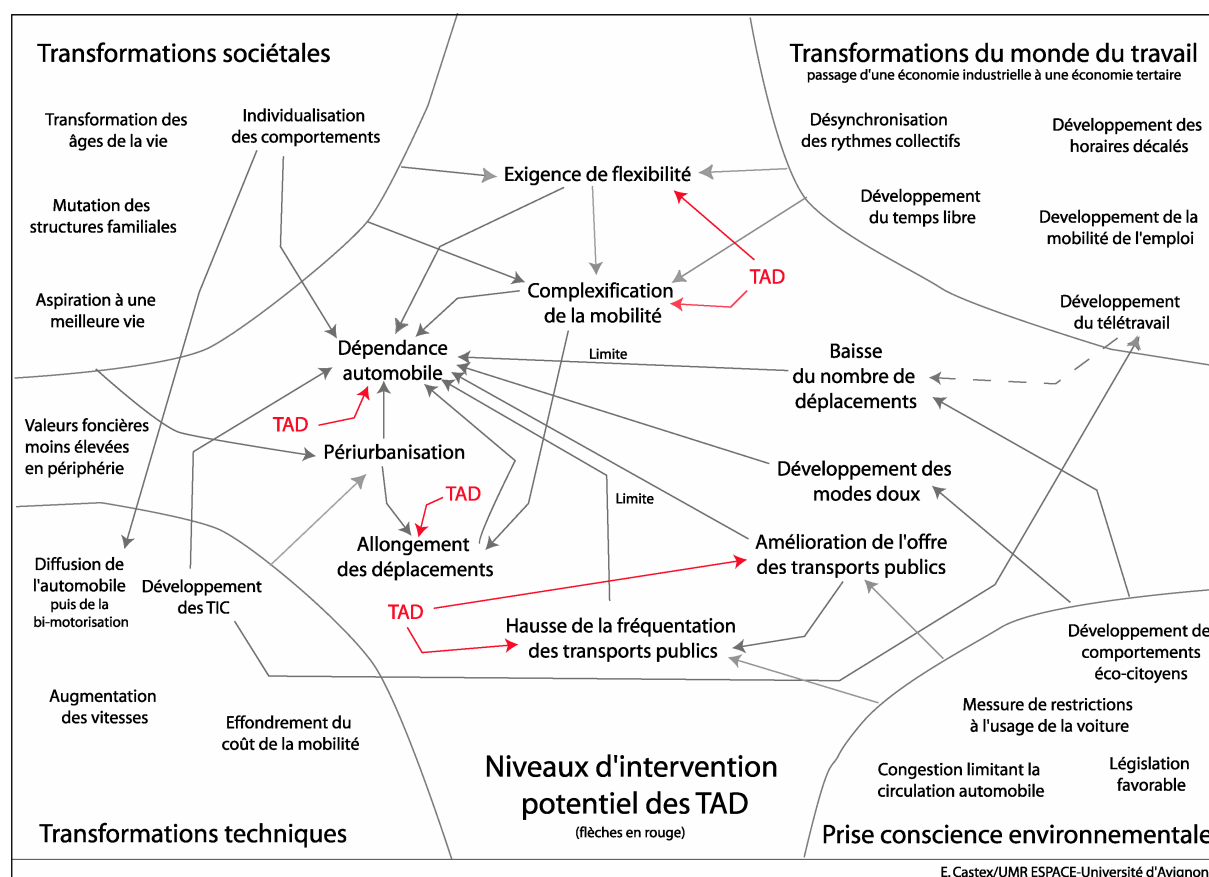 Transformations sociétales
Transformation des
âges de la vie
Individualisation
des comportements
Mutation des
structures familiales
Aspiration à une
meilleure vie
Transformations du monde du travail
passage d'une économie industrielle à une économie tertaire
Désynchronisation
des rythmes collectifs
Développement des
horaires décalés
Développement
du temps libre
Developpement de la
mobilité de l'emploi
Développement
du télétravail
Exigence de flexibilité
TAD
Complexification
de la mobilité
Dépendance
automobile
Limite
Baisse
du nombre de
déplacements
TAD
Valeurs foncières
moins élevées
en périphérie
Périurbanisation
TAD
Limite
Développement des
modes doux
Allongement
des déplacements
Amélioration de l'offre
des transports publics
Diffusion de
l'automobile
puis de la
bi-motorisation
Développement
des TIC
TAD
Hausse de la fréquentation
des transports publics
Développement de
comportements
éco-citoyens
Augmentation
des vitesses
Effondrement du
coût de la mobilité
Messure de restrictions
à l'usage de la voiture
Congestion limitant la
circulation automobile
Législation
favorable
Niveaux d'intervention
potentiel des TAD
(flèches en rouge)
Transformations techniques
Prise conscience environnementale
E. Castex/UMR ESPACE-Université d'Avignon